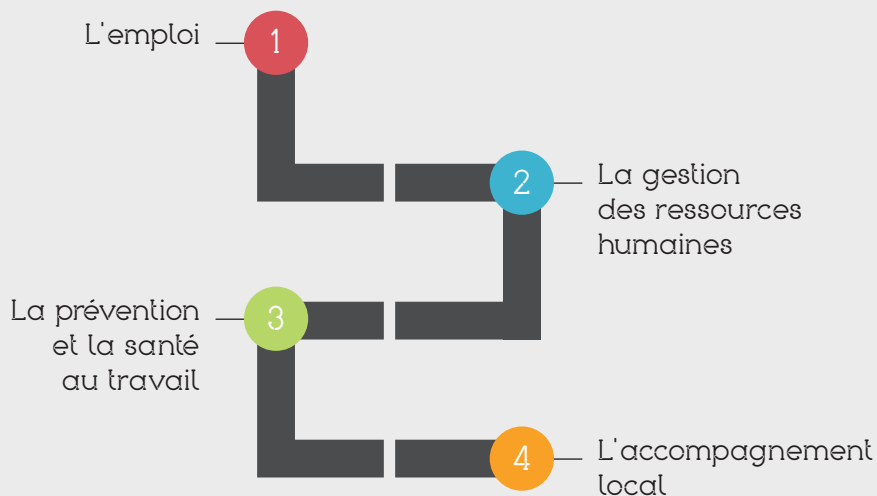 L'emploi
1
2
La gestion
des ressources
humaines
La prévention
et la santé
au travail
3
4
L'accompagnement
local